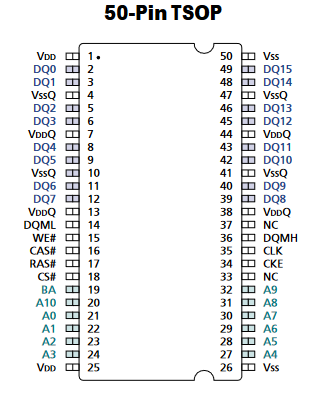 50-Pin TSOP
VDD 1 50 Vss
DQ0 2 49 DQ15
DQ1 3 48 DQ14
VssQ 4 47 VssQ
DQ2 5 46 DQ13
DQ3 6 45 DQ12
VDDQ 7 44 VDDQ
DQ4 8 43 DQ11
DQ5 9 42 DQ10
VssQ 10 41 VssQ
DQ6 11 40 DQ9
DQ7 12 39 DQ8
VDDQ 13 38 VDDQ
DQML 14 37 NC
WE# 15 36 DQMH
CAS# 16 35 CLK
RAS# 17 34 CKE
CS# 18 33 NC
BA 19 32 A9
A10 20 31 A8
A0 21 30 A7
A1 22 29 A6
A2 23 28 A5
A3 24 27 A4
VDD 25 26 Vss